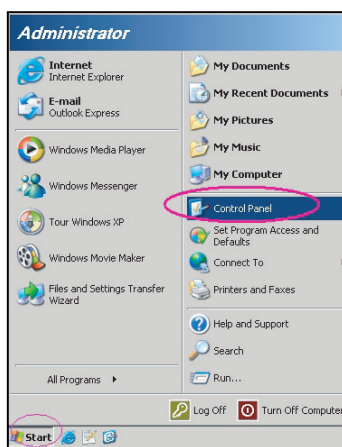 Administrator
Internet
Internet Explorer
E-mail
Outlook Express
Windows Media Player
Windows Messenger
Tour Windows XP
Windows Movie Maker
Files and Settings Transfer
Wizard
All Programs
My Documents
My Recent Documents
My Pictures
My Music
My Computer
Control Panel
Set Program Access and
Defaults
Connect To
Printers and Faxes
Help and Support
Search
Run...
Log Off
Turn Off Computer
Start